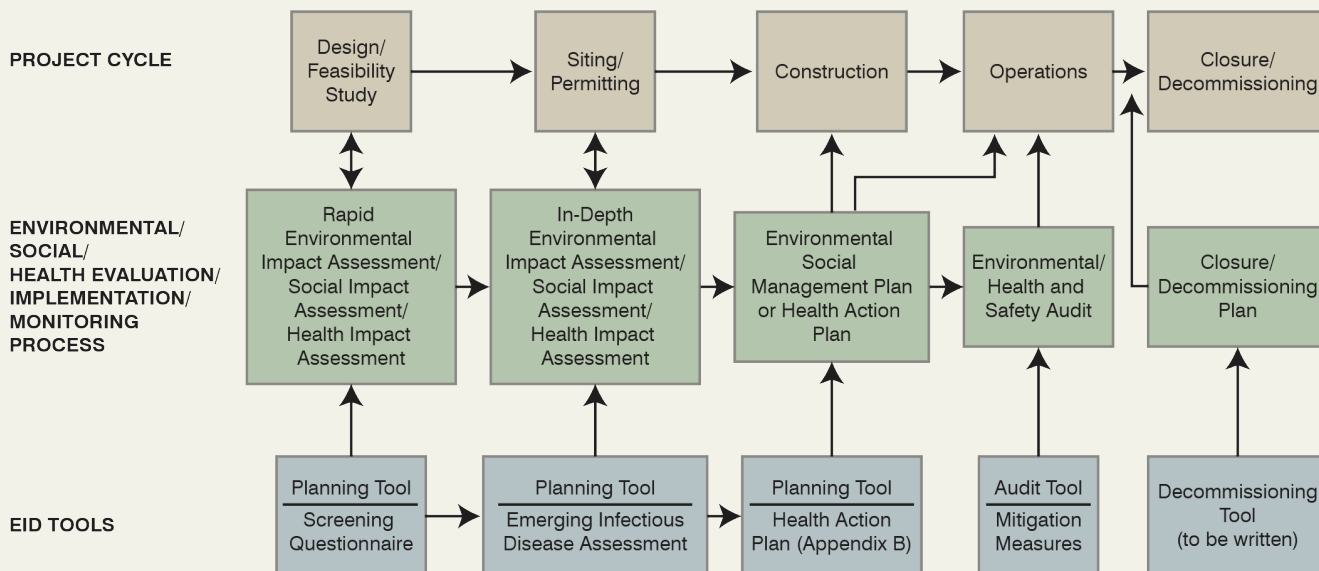 PROJECT CYCLE
Design/
Feasibility
Study
Siting/
Permitting
Construction
Operations
Closure/
Decommissioning
ENVIRONMENTAL/
SOCIAL/
HEALTH EVALUATION/
IMPLEMENTATION/
MONITORING
PROCESS
Rapid
Environmental
Impact Assessment/
Social Impact
Assessment/
Health Impact
Assessment
In-Depth
Environmental
Impact Assessment/
Social Impact
Assessment/
Health Impact
Assessment
Environmental
Social
Management Plan
or Health Action
Plan
Environmental/
Health and
Safety Audit
Closure/
Decommissioning
Plan
EID TOOLS
Planning Tool
Screening
Questionnaire
Planning Tool
Emerging Infectious
Disease Assessment
Planning Tool
Health Action
Plan (Appendix B)
Audit Tool
Mitigation
Measures
Decommissioning
Tool
(to be written)